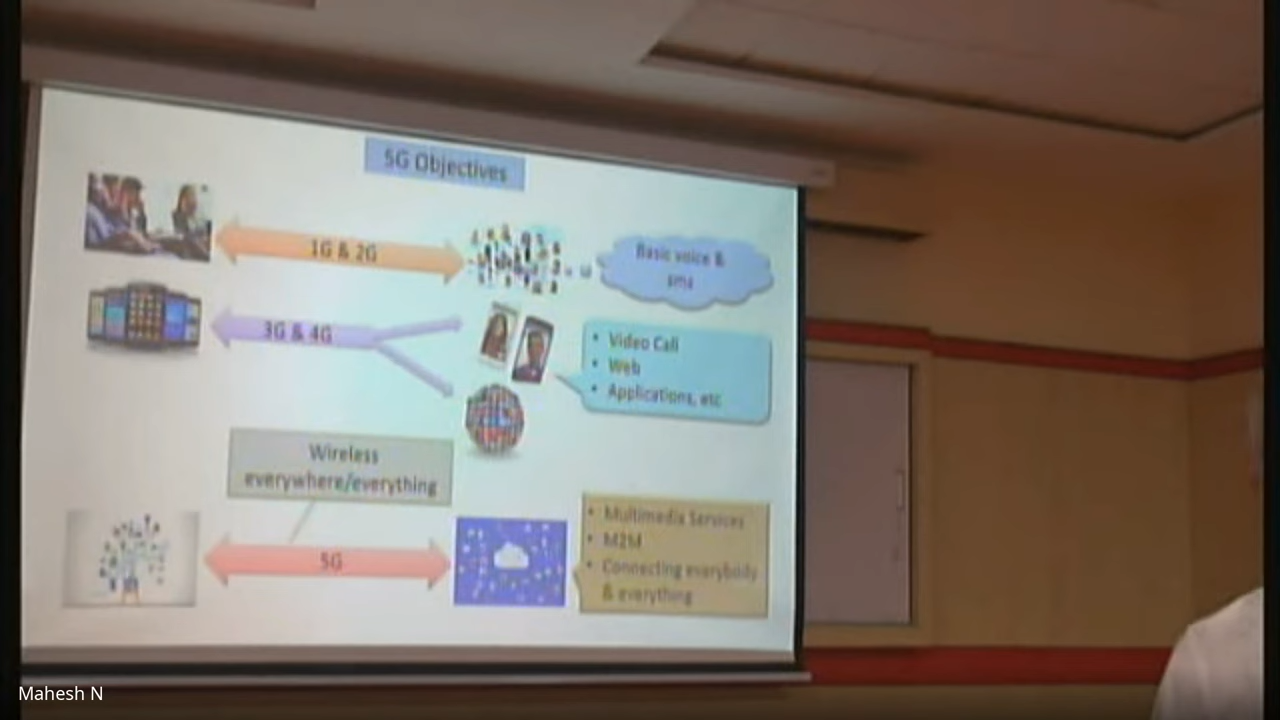 5G Objectives
1G & 2G
Basic voice &
sms
3G & 4G
• Video Call
• Web
• Applications, etc
Wireless
everywhere/everything
5G
• Multimedia Services
• M2M
• Connecting everybody
& everything
Mahesh N